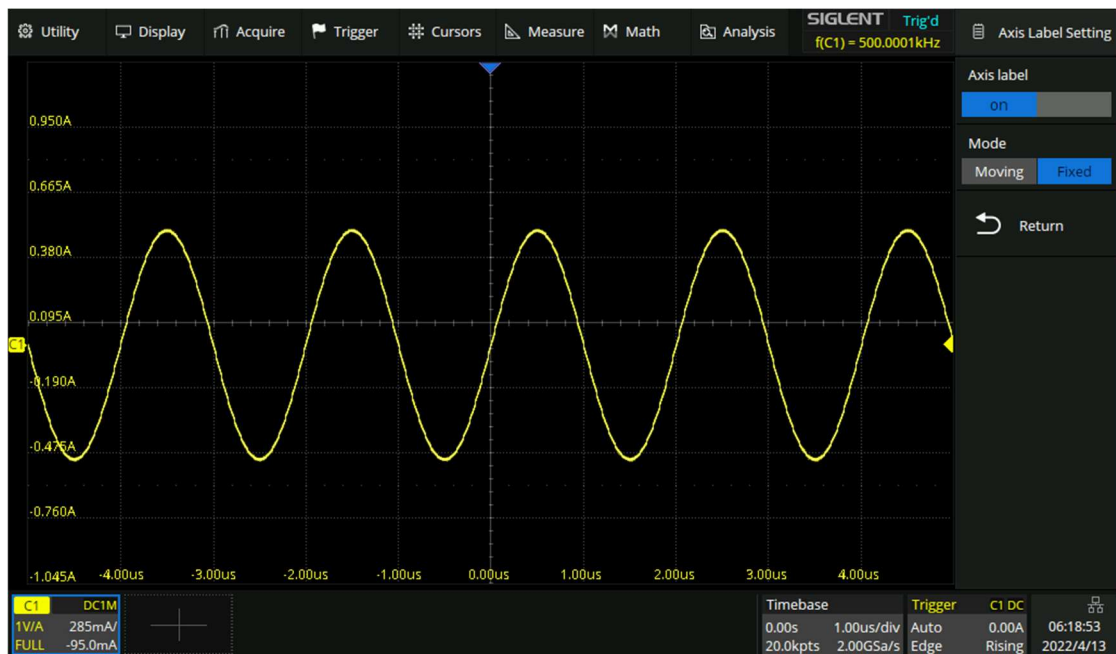 Utility Display Acquire Trigger Cursors Measure Math Analysis
SIGLENT Trig'd
f(C1) = 500.0001kHz
Axis Label Setting
Axis label
on
Mode
Moving Fixed
Return
0.950A
0.665A
0.380A
0.095A
C1
-0.190A
-0.475A
-0.760A
-1.045A -4.00us -3.00us -2.00us -1.00us 0.00us 1.00us 2.00us 3.00us 4.00us
C1 DC1M
1V/A 285mA/
FULL -95.0mA
Timebase
0.00s 1.00us/div
20.0kpts 2.00GSa/s
Trigger C1 DC
Auto 0.00A
Edge Rising
06:18:53
2022/4/13